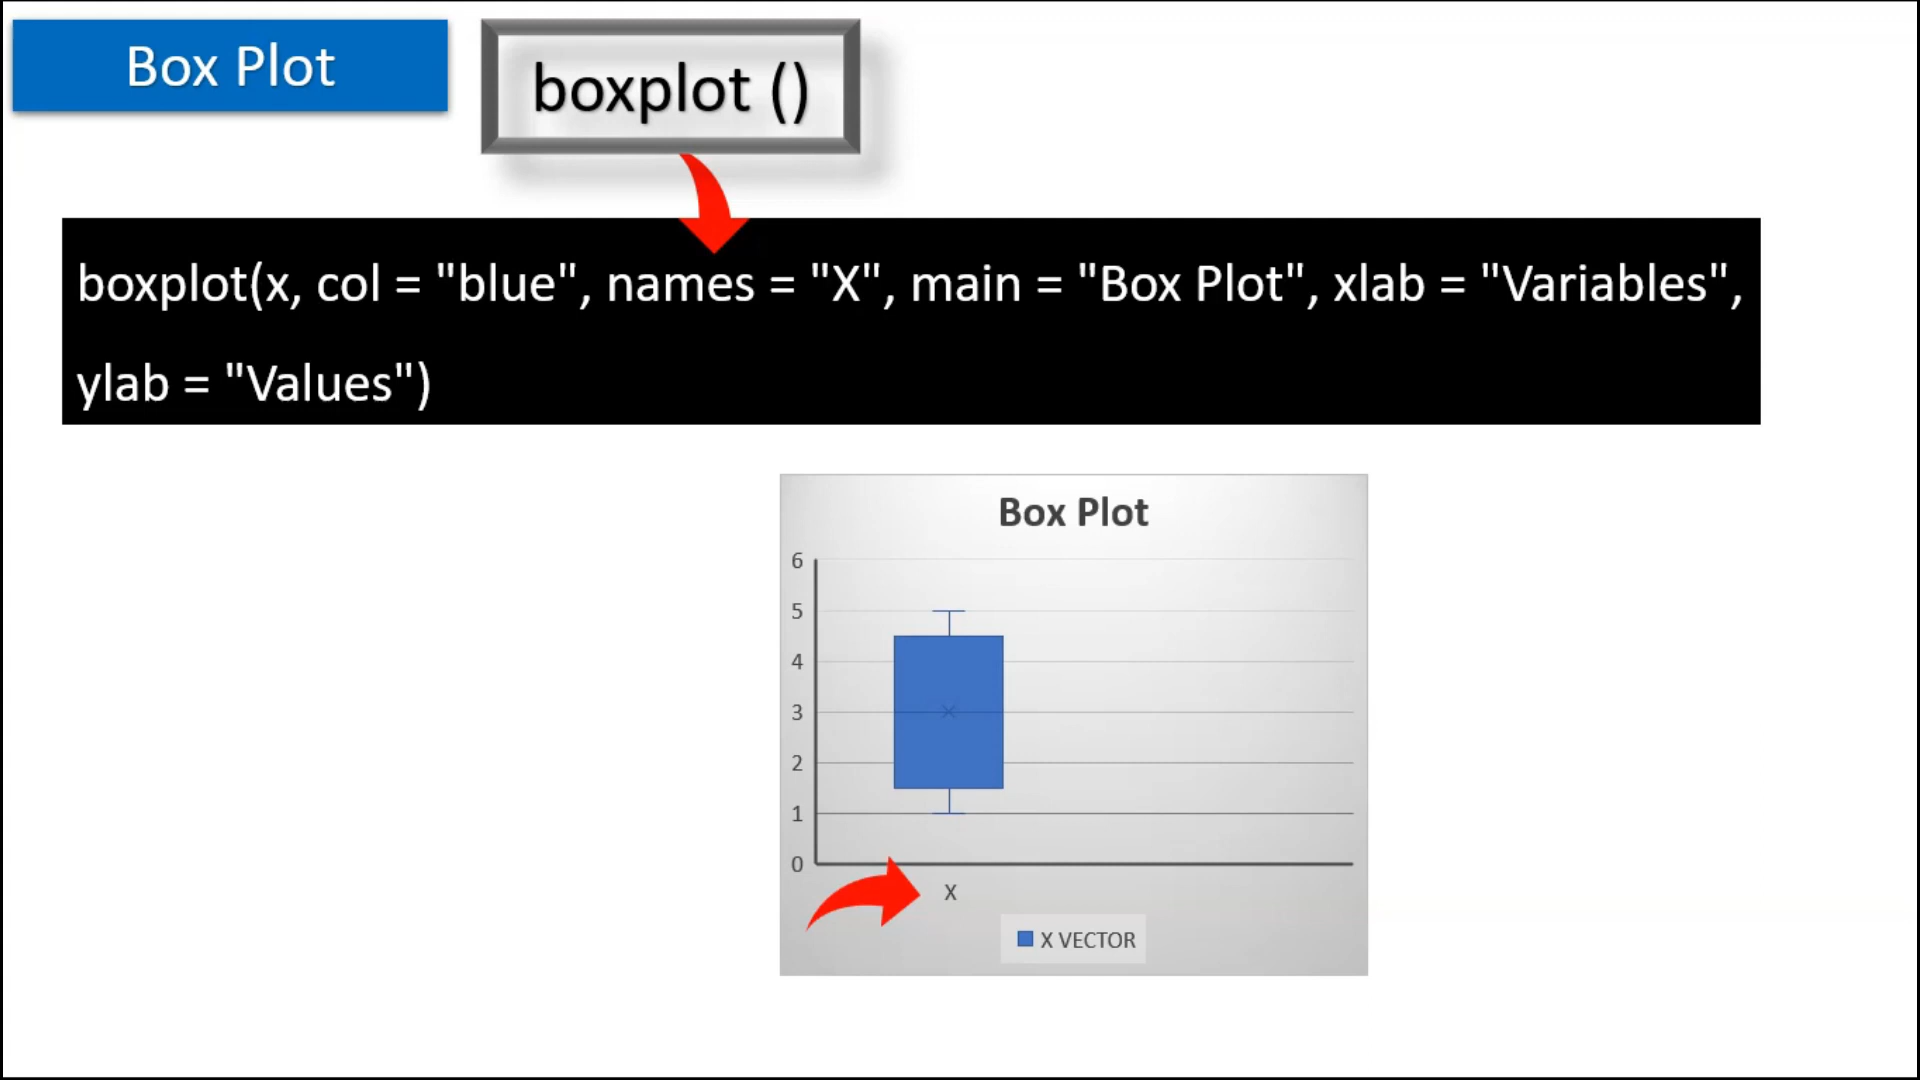 Box Plot
boxplot ()
boxplot(x, col = "blue", names = "X", main = "Box Plot", xlab = "Variables",
ylab = "Values")
Box Plot
6
5
4
3
2
1
0
X
X VECTOR